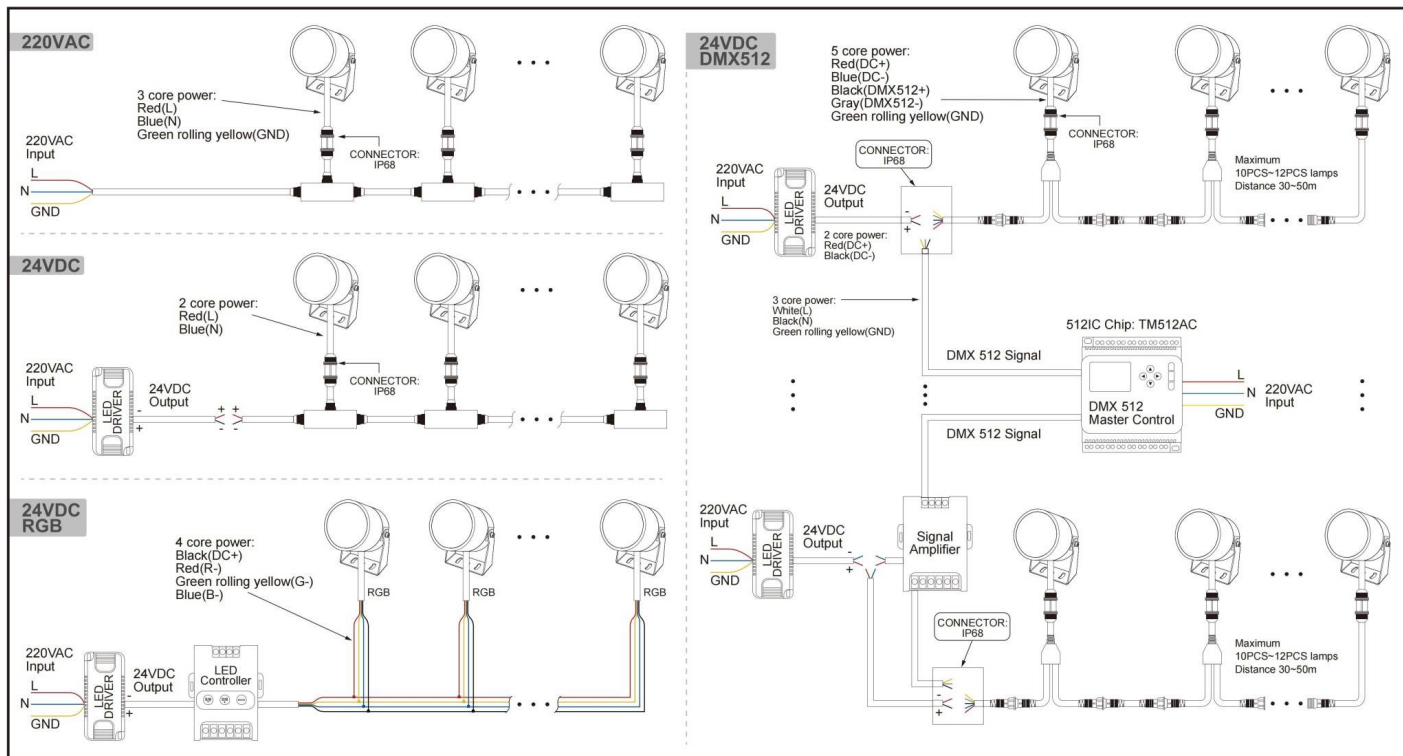 220VAC
3 core power:
Red(L)
Blue(N)
Green rolling yellow(GND)
CONNECTOR:
IP68
220VAC
Input
L
N
GND
24VDC
2 core power:
Red(L)
Blue(N)
CONNECTOR:
IP68
220VAC
Input
L
N
GND
LED
DRIVER
24VDC
Output
-
+
+
-
+
-
24VDC
RGB
4 core power:
Black(DC+)
Red(R-)
Green rolling yellow(G-)
Blue(B-)
RGB
RGB
RGB
220VAC
Input
L
N
GND
LED
DRIVER
24VDC
Output
-
+
LED
Controller
24VDC
DMX512
5 core power:
Red(DC+)
Blue(DC-)
Black(DMX512+)
Gray(DMX512-)
Green rolling yellow(GND)
CONNECTOR:
IP68
CONNECTOR:
IP68
Maximum
10PCS~12PCS lamps
Distance 30~50m
220VAC
Input
L
N
GND
LED
DRIVER
24VDC
Output
-
+
2 core power:
Red(DC+)
Black(DC-)
3 core power:
White(L)
Black(N)
Green rolling yellow(GND)
512IC Chip: TM512AC
DMX 512 Signal
DMX 512
Master Control
L
N
GND
220VAC
Input
DMX 512 Signal
Signal
Amplifier
220VAC
Input
L
N
GND
LED
DRIVER
24VDC
Output
-
+
CONNECTOR:
IP68
-
+
Maximum
10PCS~12PCS lamps
Distance 30~50m